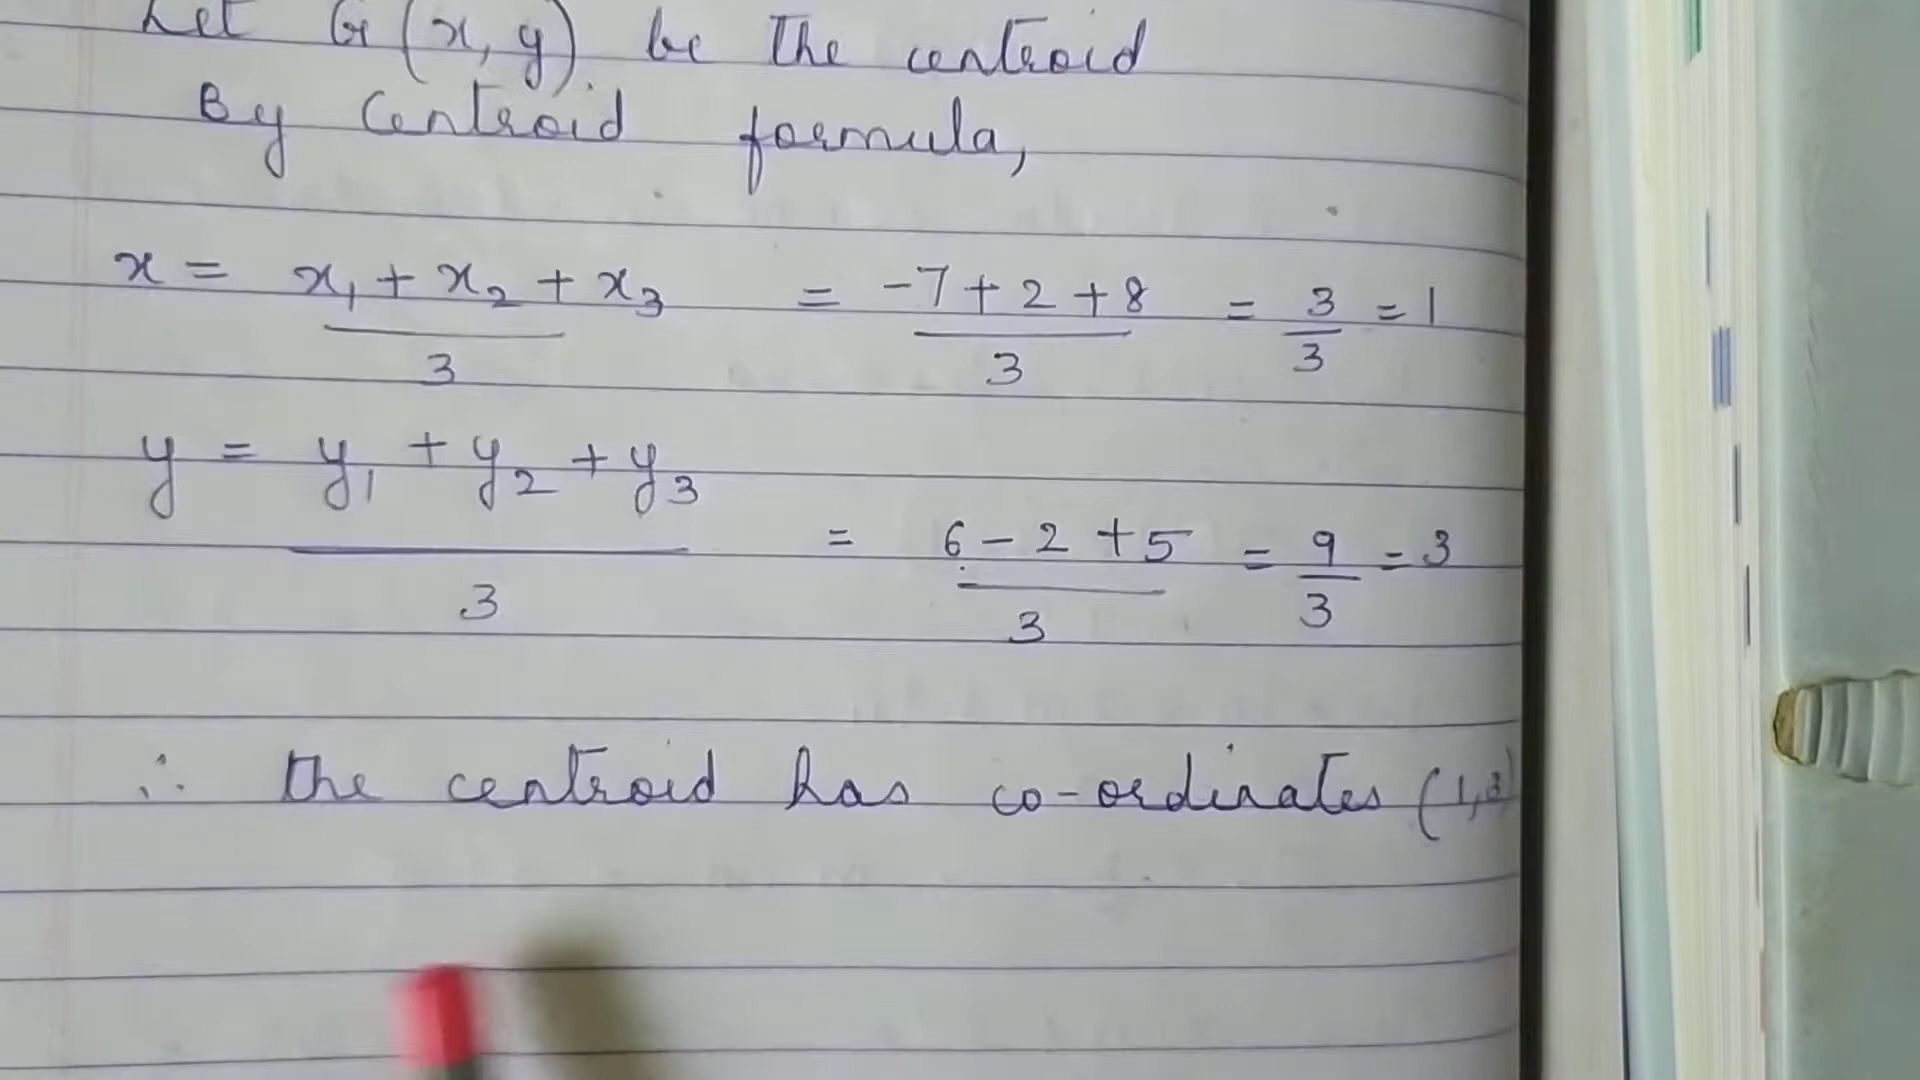 Let G(x, y) be the centroid
By Centroid formula,
x = x₁ + x₂ + x₃ / 3 = -7 + 2 + 8 / 3 = 3/3 = 1
y = y₁ + y₂ + y₃ / 3 = 6 - 2 + 5 / 3 = 9/3 = 3
∴ the centroid has co-ordinates (1,3)